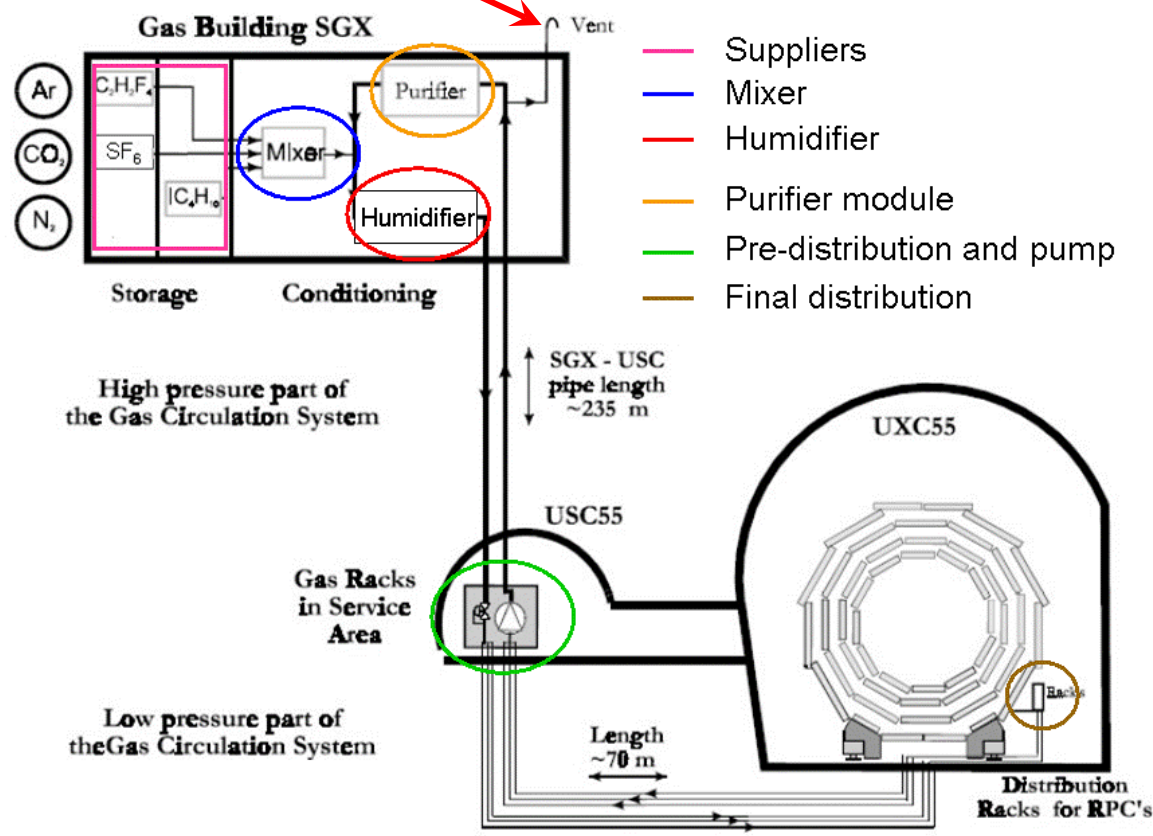 Gas Building SGX
Vent
Ar
CO₂
N₂
C₂H₂F₄
SF₆
IC₄H₁₀
Mixer
Purifier
Humidifier
Storage
Conditioning
Suppliers
Mixer
Humidifier
Purifier module
Pre-distribution and pump
Final distribution
High pressure part of
the Gas Circulation System
SGX - USC
pipe length
~235 m
UXC55
USC55
Gas Racks
in Service
Area
Racks
Low pressure part of
theGas Circulation System
Length
~70 m
Distribution
Racks for RPC's